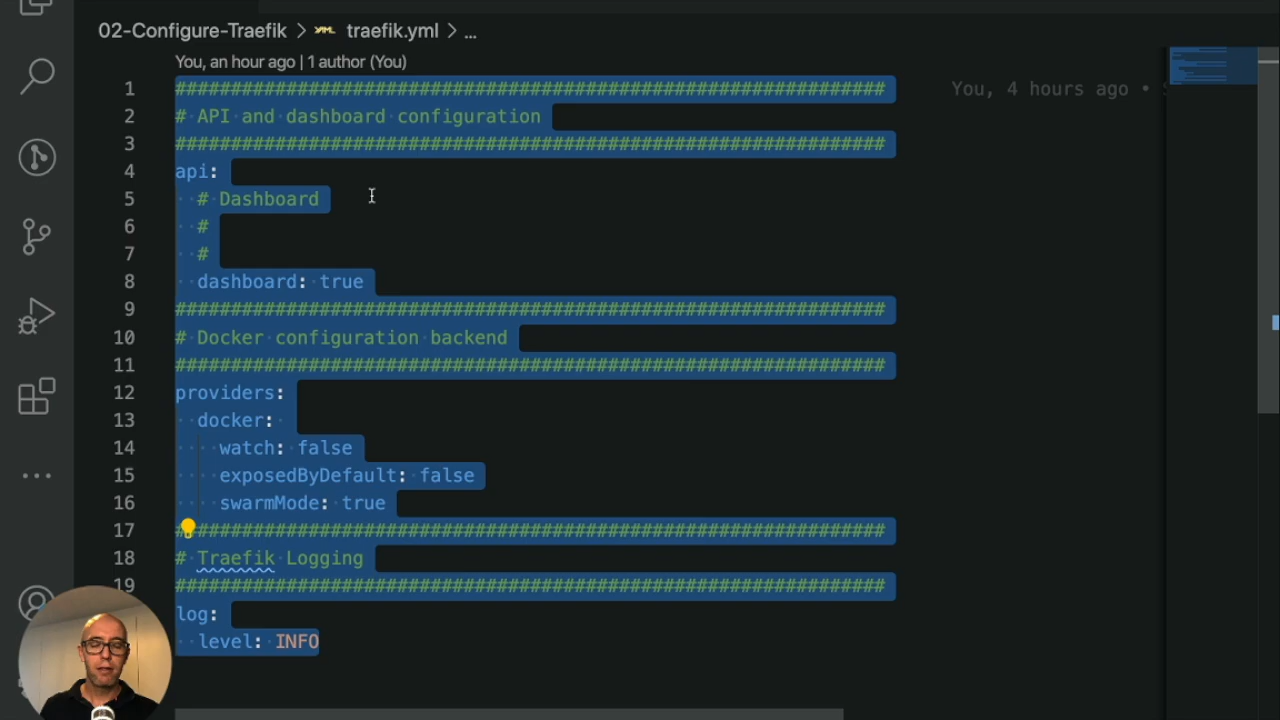 02-Configure-Traefik > YML traefik.yml > ...
You, an hour ago | 1 author (You)
1 ################################################################ You, 4 hours ago •
2 # API and dashboard configuration
3 ################################################################
4 api:
5 # Dashboard
6 #
7 #
8 dashboard: true
9 ################################################################
10 # Docker configuration backend
11 ################################################################
12 providers:
13 docker:
14 watch: false
15 exposedByDefault: false
16 swarmMode: true
17 ################################################################
18 # Traefik Logging
19 ################################################################
log:
level: INFO